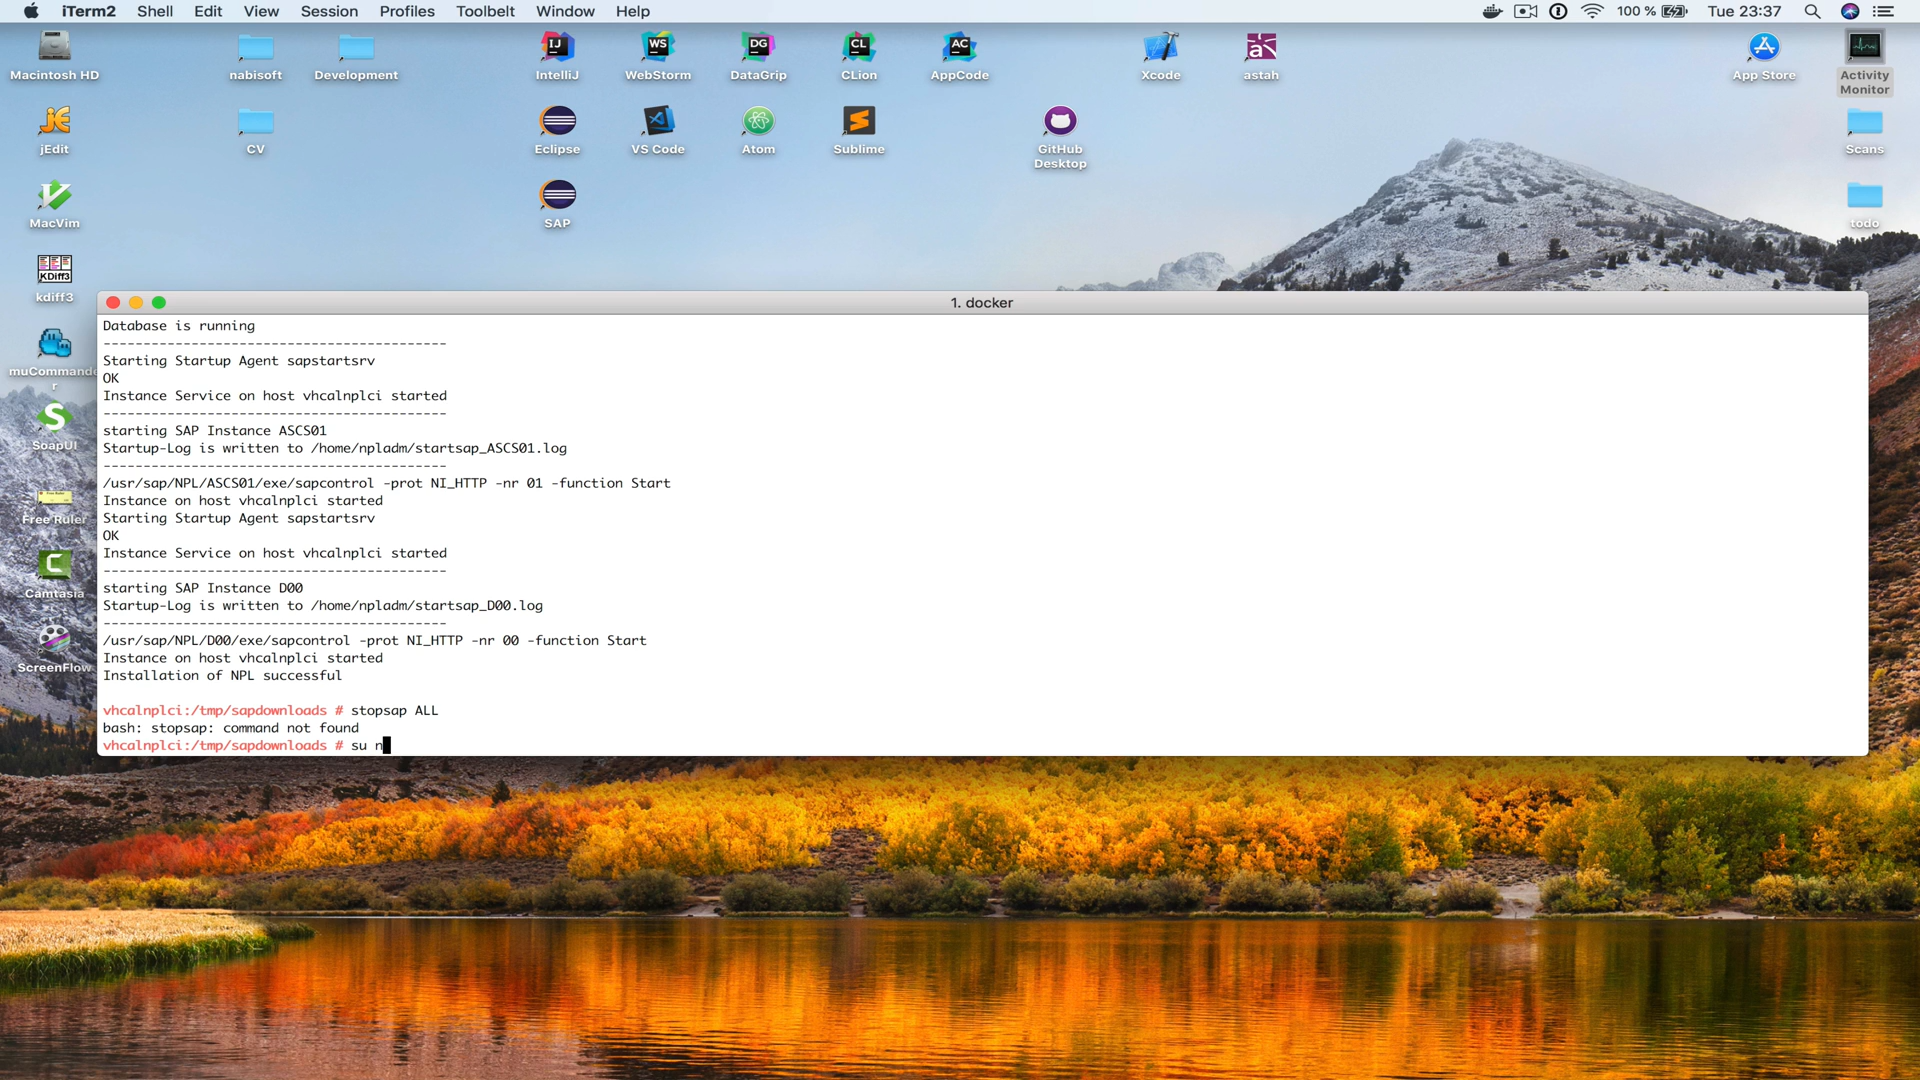 iTerm2 Shell Edit View Session Profiles Toolbelt Window Help 100 % Tue 23:37
Macintosh HD nabisoft Development IntelliJ WebStorm DataGrip CLion AppCode Xcode astah App Store Activity Monitor
IJ WS DG CL AC
jEdit CV Eclipse VS Code Atom Sublime GitHub Desktop Scans
MacVim SAP todo
KDiff3
kdiff3
muCommander
SoapUI
Free Ruler
Camtasia
ScreenFlow
1. docker
Database is running
-------------------------------------------
Starting Startup Agent sapstartsrv
OK
Instance Service on host vhcalnplci started
-------------------------------------------
starting SAP Instance ASCS01
Startup-Log is written to /home/npladm/startsap_ASCS01.log
-------------------------------------------
/usr/sap/NPL/ASCS01/exe/sapcontrol -prot NI_HTTP -nr 01 -function Start
Instance on host vhcalnplci started
Starting Startup Agent sapstartsrv
OK
Instance Service on host vhcalnplci started
-------------------------------------------
starting SAP Instance D00
Startup-Log is written to /home/npladm/startsap_D00.log
-------------------------------------------
/usr/sap/NPL/D00/exe/sapcontrol -prot NI_HTTP -nr 00 -function Start
Instance on host vhcalnplci started
Installation of NPL successful
vhcalnplci:/tmp/sapdownloads # stopsap ALL
bash: stopsap: command not found
vhcalnplci:/tmp/sapdownloads # su n